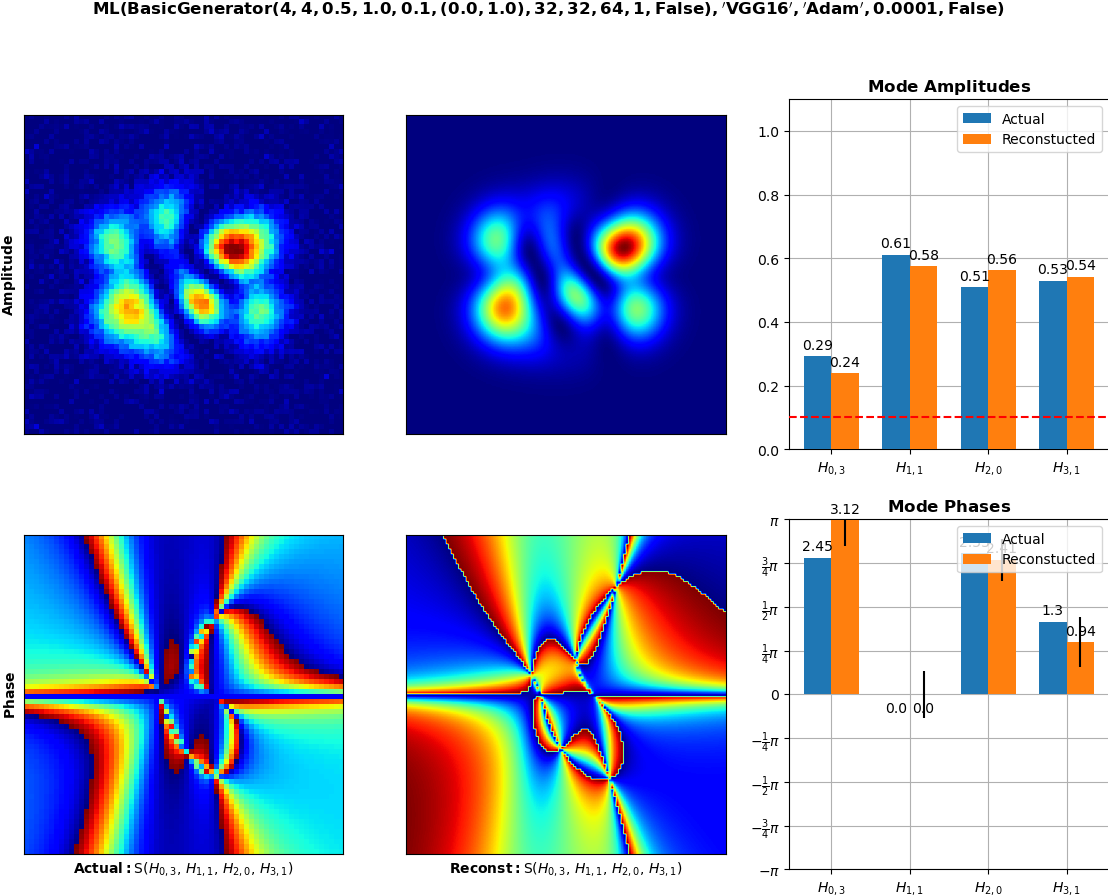 ML(BasicGenerator(4, 4, 0.5, 1.0, 0.1, (0.0, 1.0), 32, 32, 64, 1, False), ′VGG16′, ′Adam′, 0.0001, False)
Amplitude
Mode Amplitudes
Actual
Reconstucted
1.0
0.8
0.6
0.4
0.2
0.0
0.29
0.24
0.61
0.58
0.51
0.56
0.53
0.54
H0,3
H1,1
H2,0
H3,1
Phase
Actual: S(H0,3, H1,1, H2,0, H3,1)
Reconst: S(H0,3, H1,1, H2,0, H3,1)
Mode Phases
Actual
Reconstucted
π
3/4π
1/2π
1/4π
0
−1/4π
−1/2π
−3/4π
−π
2.45
3.12
0.0
0.0
2.41
1.3
0.94
H0,3
H1,1
H2,0
H3,1